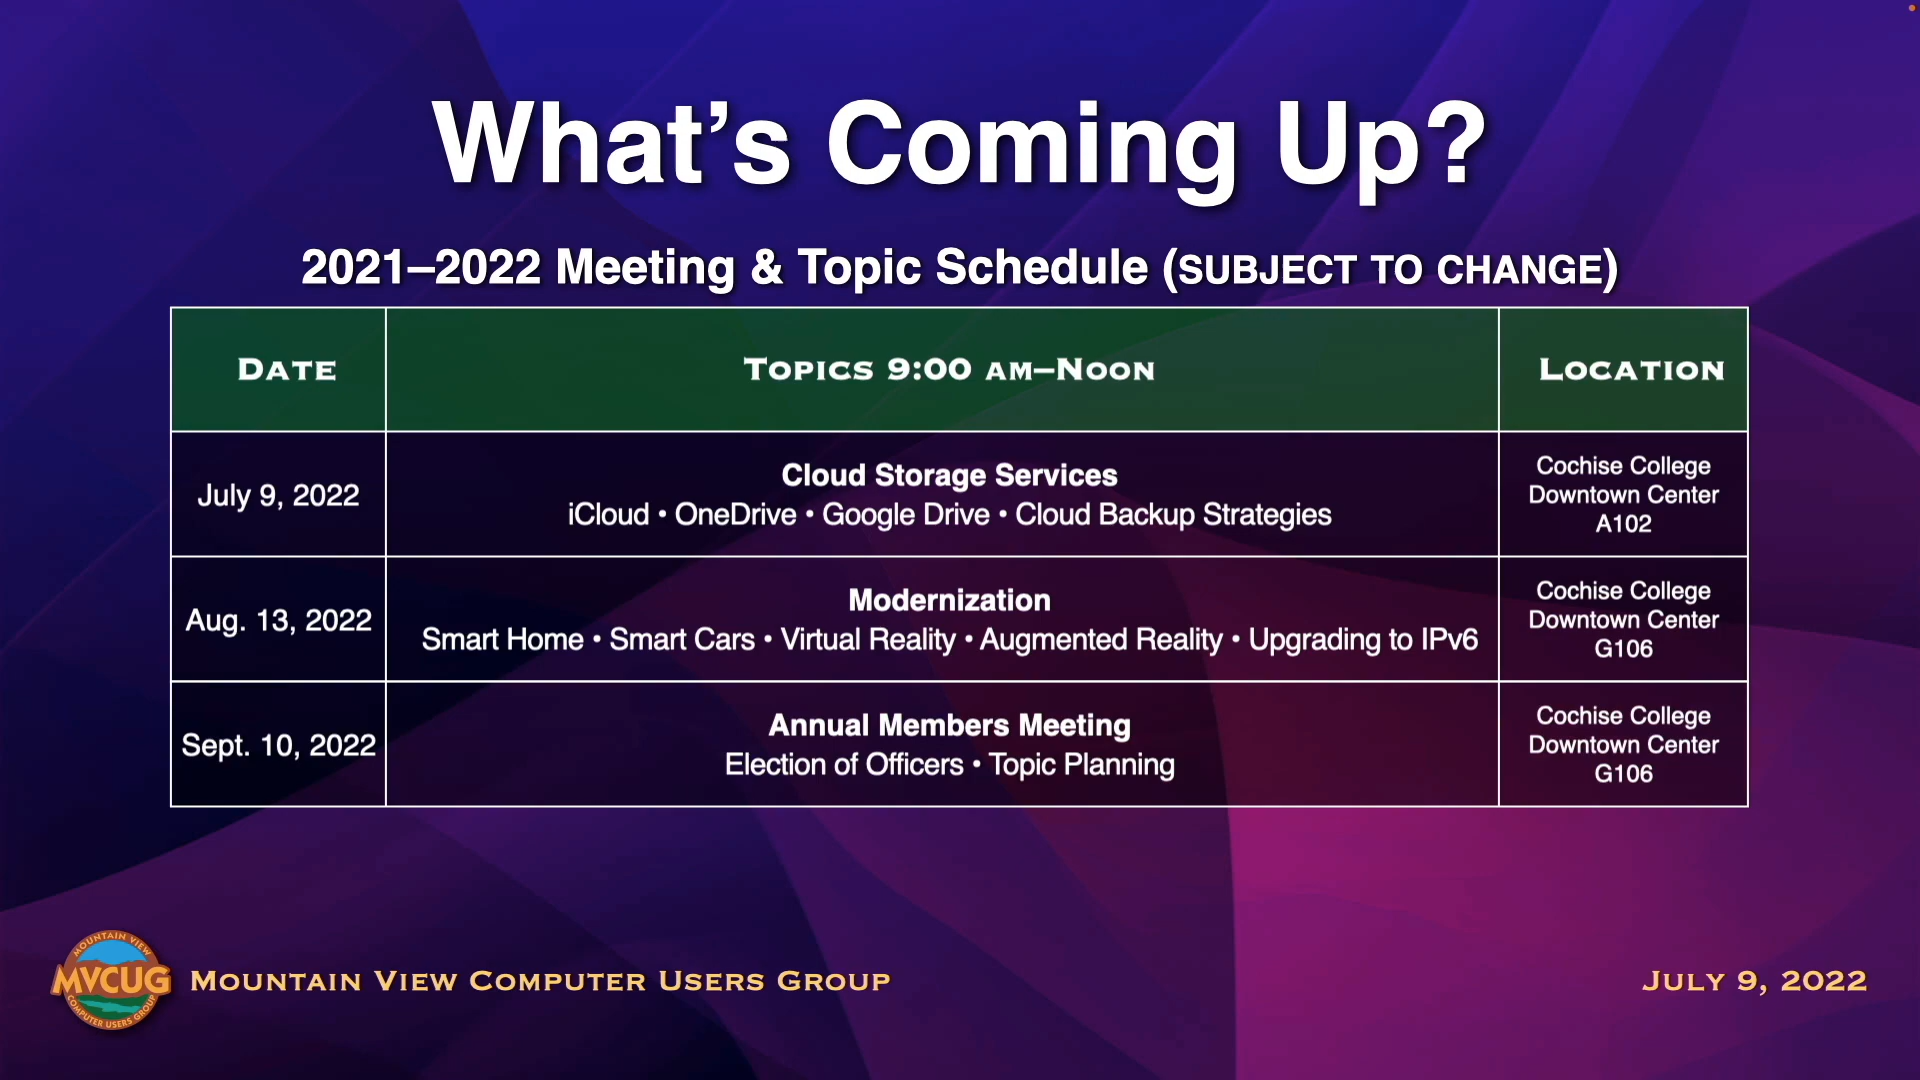 What’s Coming Up?
2021–2022 Meeting & Topic Schedule (SUBJECT TO CHANGE)
DATE
TOPICS 9:00 AM–NOON
LOCATION
July 9, 2022
Cloud Storage Services
iCloud • OneDrive • Google Drive • Cloud Backup Strategies
Cochise College
Downtown Center
A102
Aug. 13, 2022
Modernization
Smart Home • Smart Cars • Virtual Reality • Augmented Reality • Upgrading to IPv6
Cochise College
Downtown Center
G106
Sept. 10, 2022
Annual Members Meeting
Election of Officers • Topic Planning
Cochise College
Downtown Center
G106
MOUNTAIN VIEW
MVCUG
COMPUTER USERS GROUP
MOUNTAIN VIEW COMPUTER USERS GROUP
JULY 9, 2022